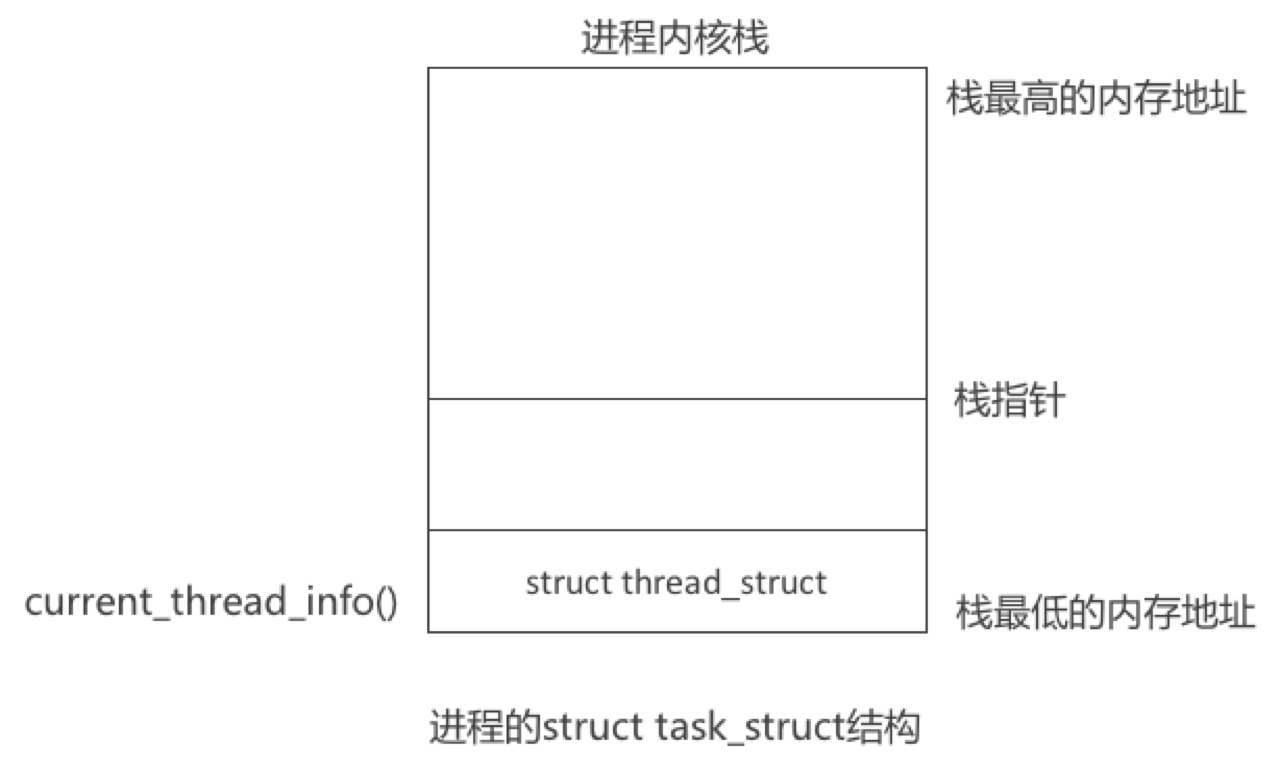 进程内核栈
栈最高的内存地址
栈指针
struct thread_struct
current_thread_info()
栈最低的内存地址
进程的struct task_struct结构